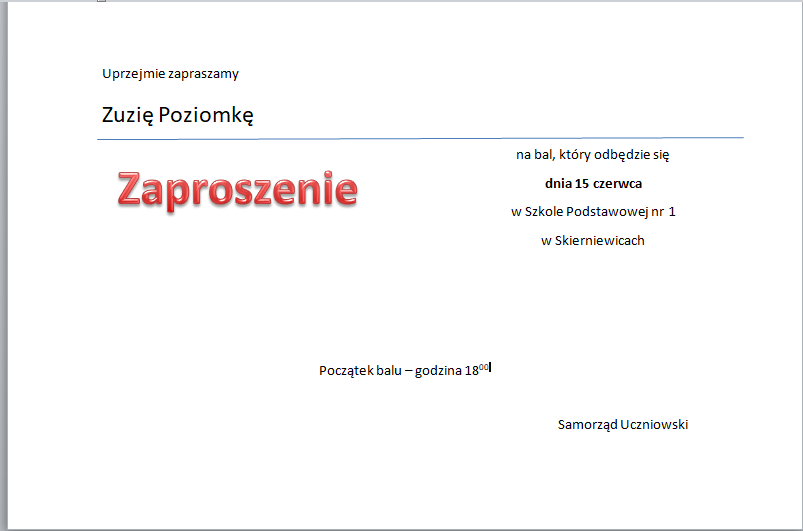 Uprzejmie zapraszamy
Zuzię Poziomkę
na bal, który odbędzie się
Zaproszenie
dnia 15 czerwca
w Szkole Podstawowej nr 1
w Skierniewicach
Początek balu – godzina 18⁰⁰
Samorząd Uczniowski